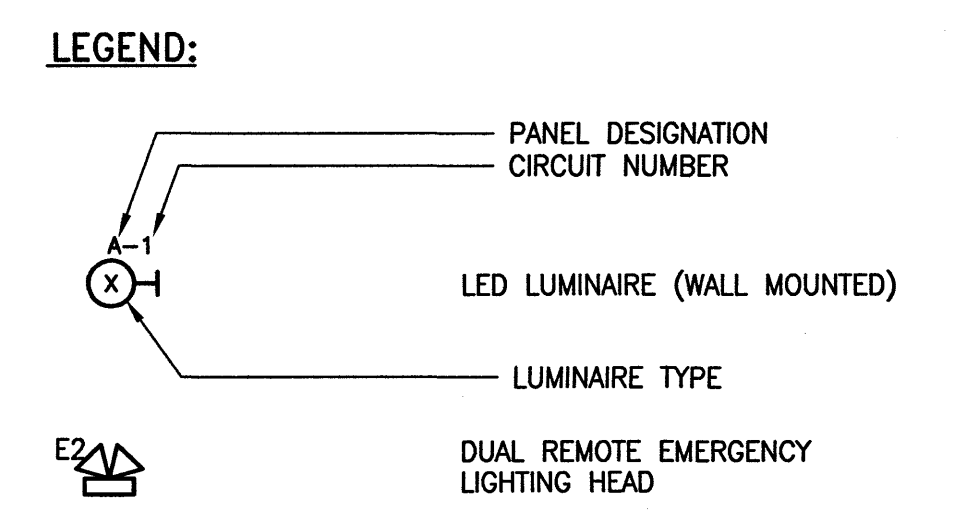 LEGEND:
PANEL DESIGNATION
CIRCUIT NUMBER
A-1
X
LED LUMINAIRE (WALL MOUNTED)
LUMINAIRE TYPE
E2
DUAL REMOTE EMERGENCY
LIGHTING HEAD